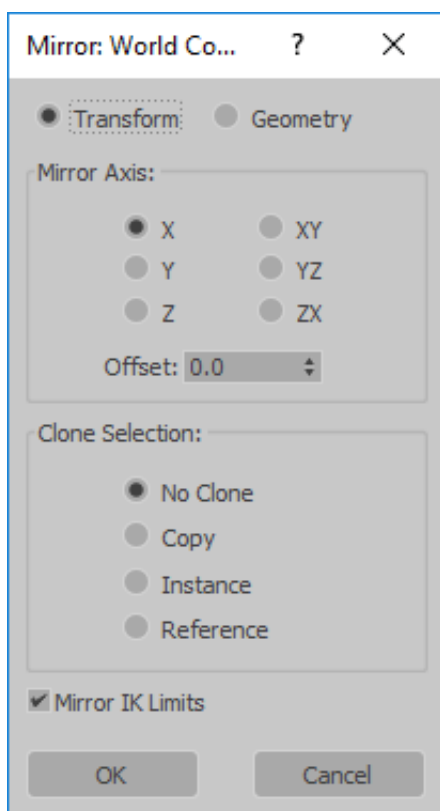 Mirror: World Co... ?
Transform Geometry
Mirror Axis:
X XY
Y YZ
Z ZX
Offset: 0.0
Clone Selection:
No Clone
Copy
Instance
Reference
Mirror IK Limits
OK Cancel